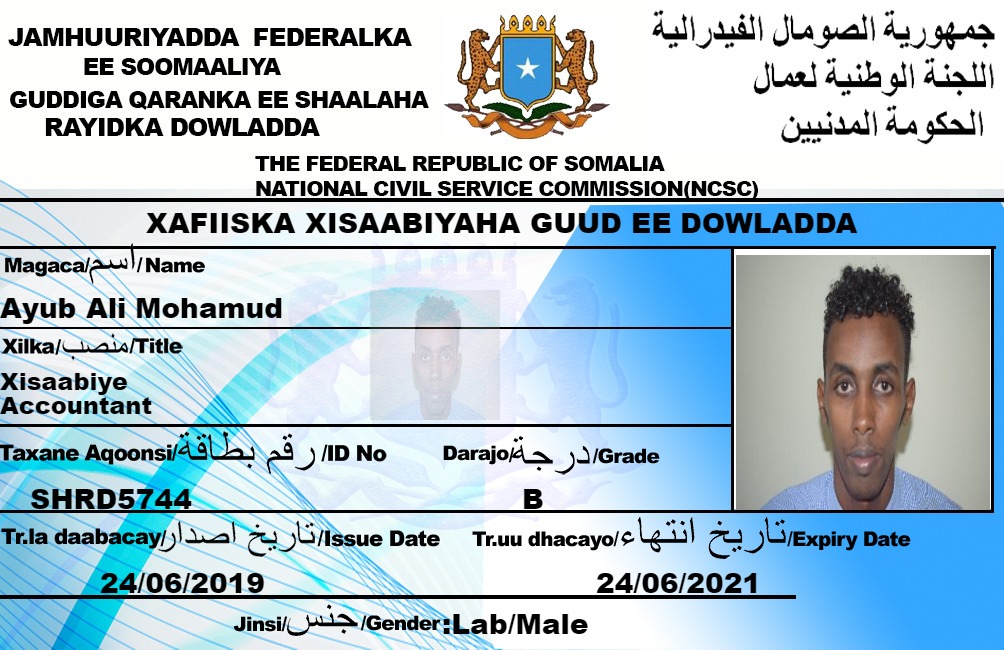 JAMHUURIYADDA FEDERALKA
EE SOOMAALIYA
GUDDIGA QARANKA EE SHAALAHA
RAYIDKA DOWLADDA
جمهورية الصومال الفيدرالية
اللجنة الوطنية لعمال
الحكومة المدنيين
THE FEDERAL REPUBLIC OF SOMALIA
NATIONAL CIVIL SERVICE COMMISSION(NCSC)
XAFIISKA XISAABIYAHA GUUD EE DOWLADDA
Magaca/اسم/Name
Ayub Ali Mohamud
Xilka/منصب/Title
Xisaabiye
Accountant
Taxane Aqoonsi/رقم بطاقة/ID No
Darajo/درجة/Grade
SHRD5744
B
Tr.la daabacay/تاريخ اصدار/Issue Date
Tr.uu dhacayo/تاريخ انتهاء/Expiry Date
24/06/2019
24/06/2021
Jinsi/جنس/Gender:Lab/Male